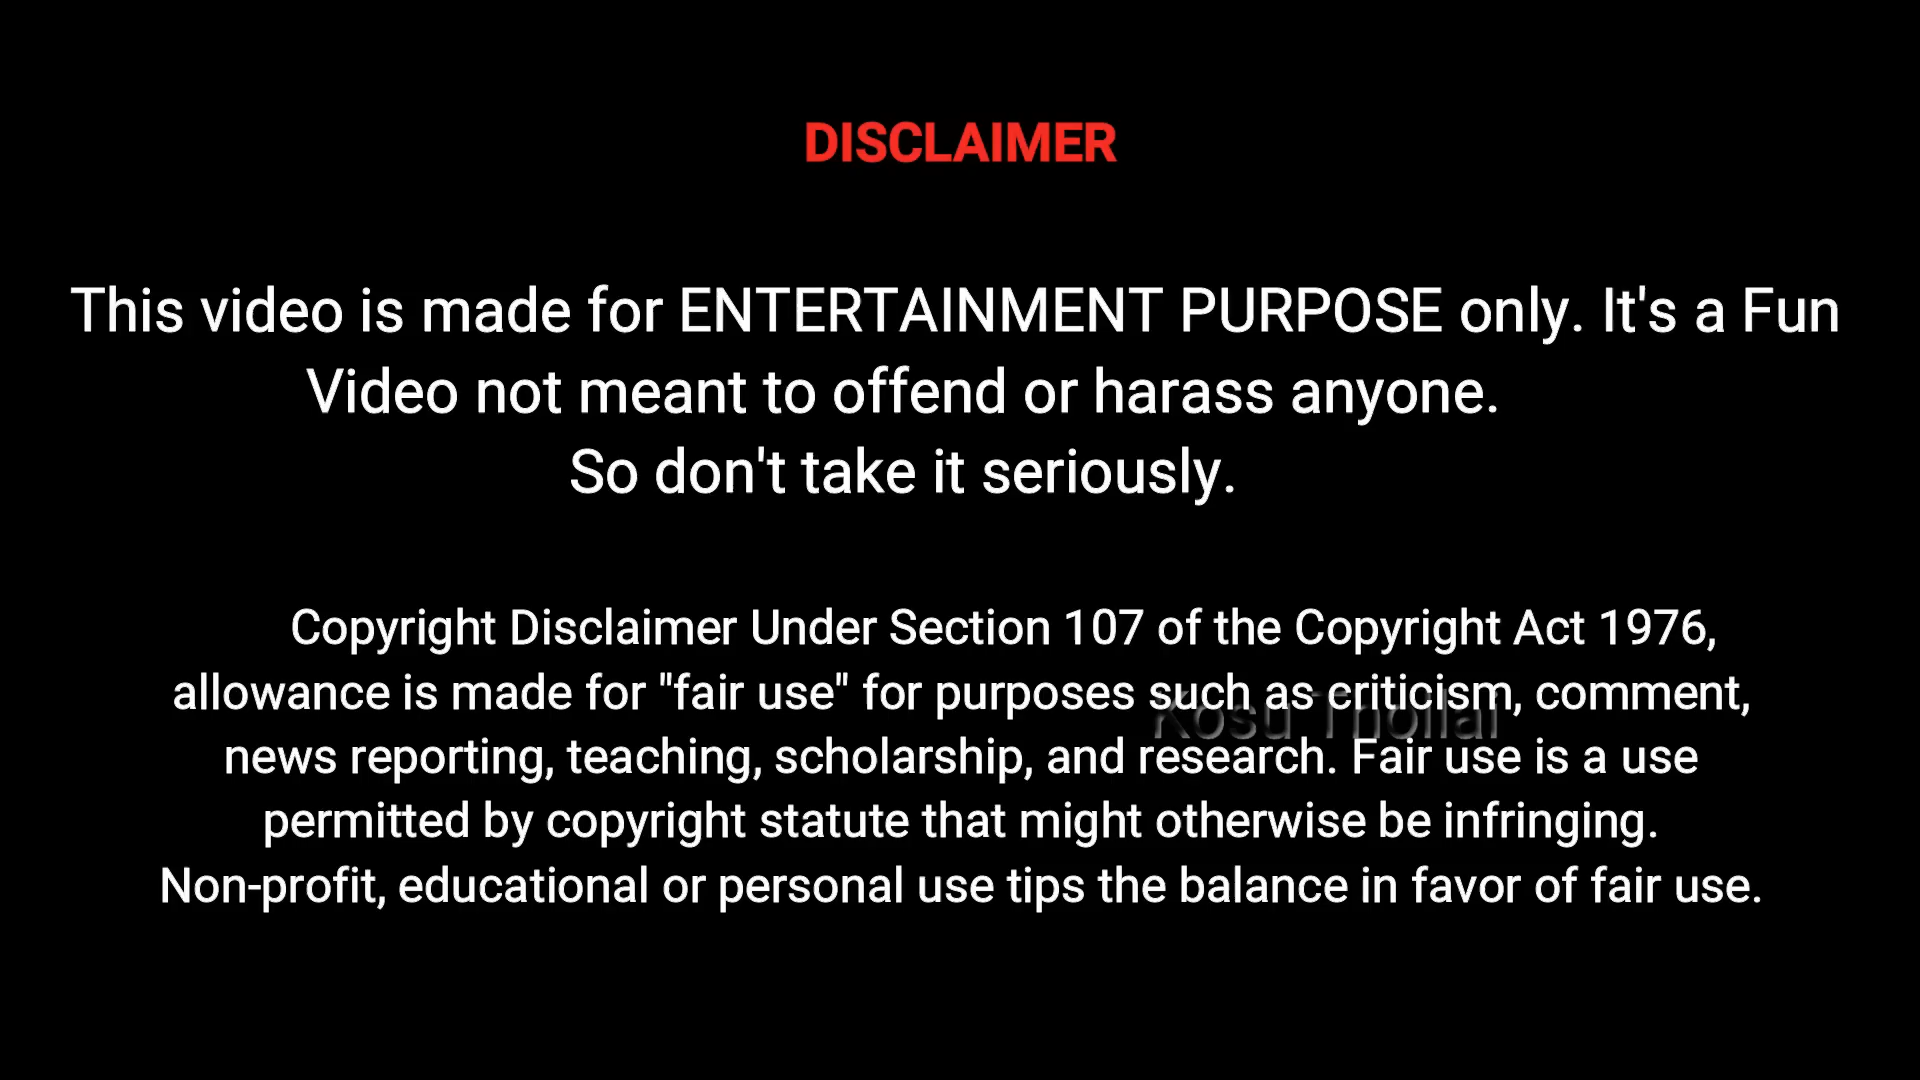 DISCLAIMER
This video is made for ENTERTAINMENT PURPOSE only. It's a Fun
Video not meant to offend or harass anyone.
So don't take it seriously.
Copyright Disclaimer Under Section 107 of the Copyright Act 1976,
allowance is made for "fair use" for purposes such as criticism, comment,
Kosu Thollai
news reporting, teaching, scholarship, and research. Fair use is a use
permitted by copyright statute that might otherwise be infringing.
Non-profit, educational or personal use tips the balance in favor of fair use.